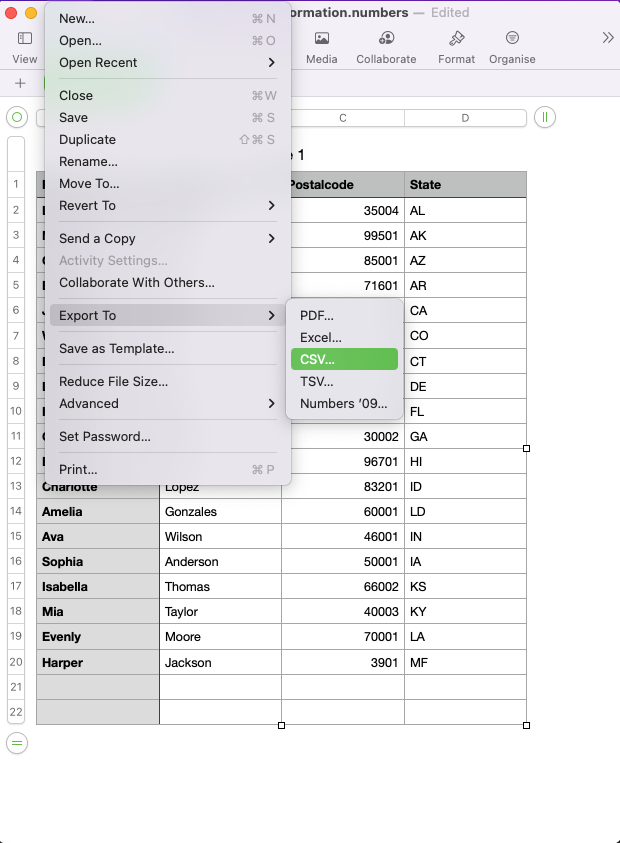 ormation.numbers — Edited
View
Media
Collaborate
Format
Organise
New... ⌘ N
Open... ⌘ O
Open Recent
Close ⌘ W
Save ⌘ S
Duplicate ⇧ ⌘ S
Rename...
Move To...
Revert To
Send a Copy
Activity Settings...
Collaborate With Others...
Export To
Save as Template...
Reduce File Size...
Advanced
Set Password...
Print... ⌘ P
PDF...
Excel...
CSV...
TSV...
Numbers '09...
C D
1
1 Postalcode State
2 35004 AL
3 99501 AK
4 85001 AZ
5 71601 AR
6 CA
7 CO
8 CT
9 DE
10 FL
11 30002 GA
12 96701 HI
13 Charlotte Lopez 83201 ID
14 Amelia Gonzales 60001 LD
15 Ava Wilson 46001 IN
16 Sophia Anderson 50001 IA
17 Isabella Thomas 66002 KS
18 Mia Taylor 40003 KY
19 Evenly Moore 70001 LA
20 Harper Jackson 3901 MF
21
22